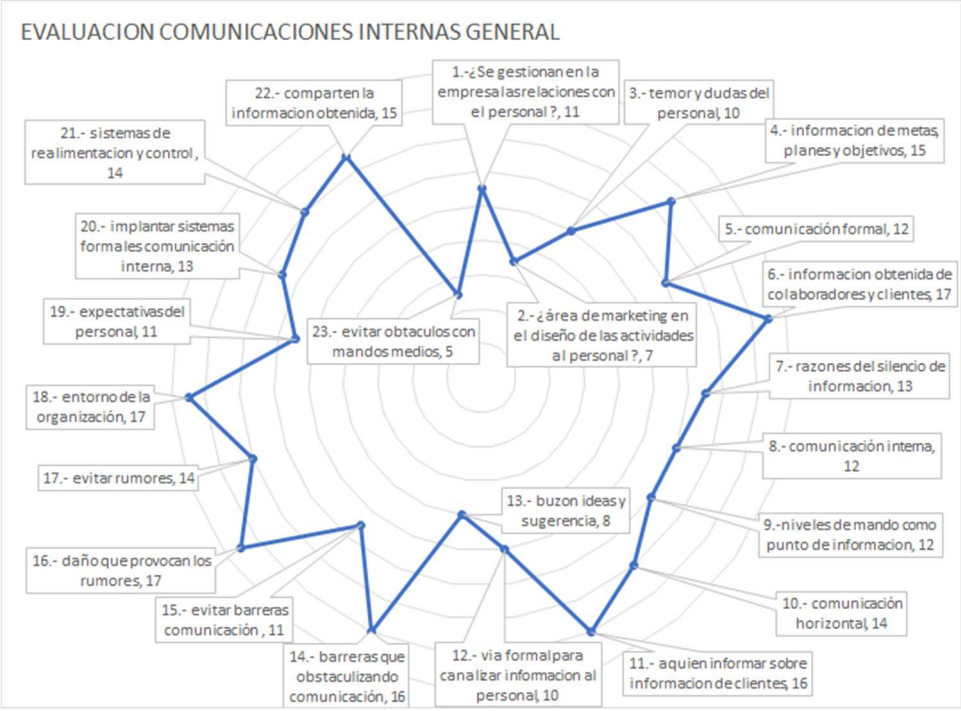 EVALUACION COMUNICACIONES INTERNAS GENERAL
1.-¿Se gestionan en la
empresa lasrelaciones con
el personal ?, 11
2.- ¿área de marketing en
el diseño de las actividades
al personal ?, 7
3.- temor y dudas del
personal, 10
4.- informacion de metas,
planes y objetivos, 15
5.- comunicación formal, 12
6.- informacion obtenida de
colaboradores y clientes, 17
7.- razones del silencio de
informacion, 13
8.- comunicación interna,
12
9.-niveles de mando como
punto de informacion, 12
10.- comunicación
horizontal, 14
11.- aquien informar sobre
informacion de clientes, 16
12.- via formal para
canalizar infomacion al
personal, 10
13.- buzon ideas y
sugerencia, 8
14.- barreras que
obstaculizando
comunicación, 16
15.- evitar barreras
comunicación , 11
16.- daño que provocan los
rumores, 17
17.- evitar rumores, 14
18.- entorno de la
organización, 17
19.- expectativas del
personal, 11
20.- implantar sistemas
formales comunicación
interna, 13
21.- sistemas de
realimentacion y control ,
14
22.- comparten la
informacion obtenida, 15
23.- evitar obtaculos con
mandos medios, 5